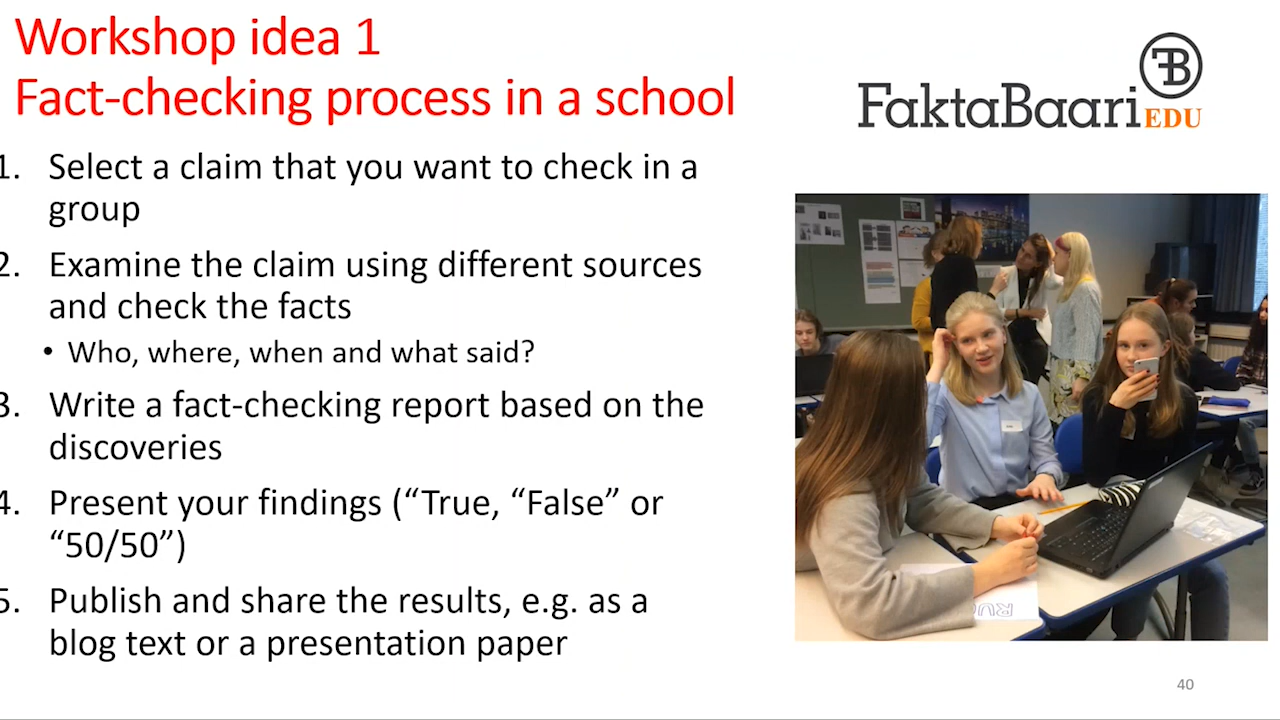 Workshop idea 1
Fact-checking process in a school
FaktaBaari EDU
1. Select a claim that you want to check in a
group
2. Examine the claim using different sources
and check the facts
• Who, where, when and what said?
3. Write a fact-checking report based on the
discoveries
4. Present your findings (“True, “False” or
“50/50”)
5. Publish and share the results, e.g. as a
blog text or a presentation paper
40